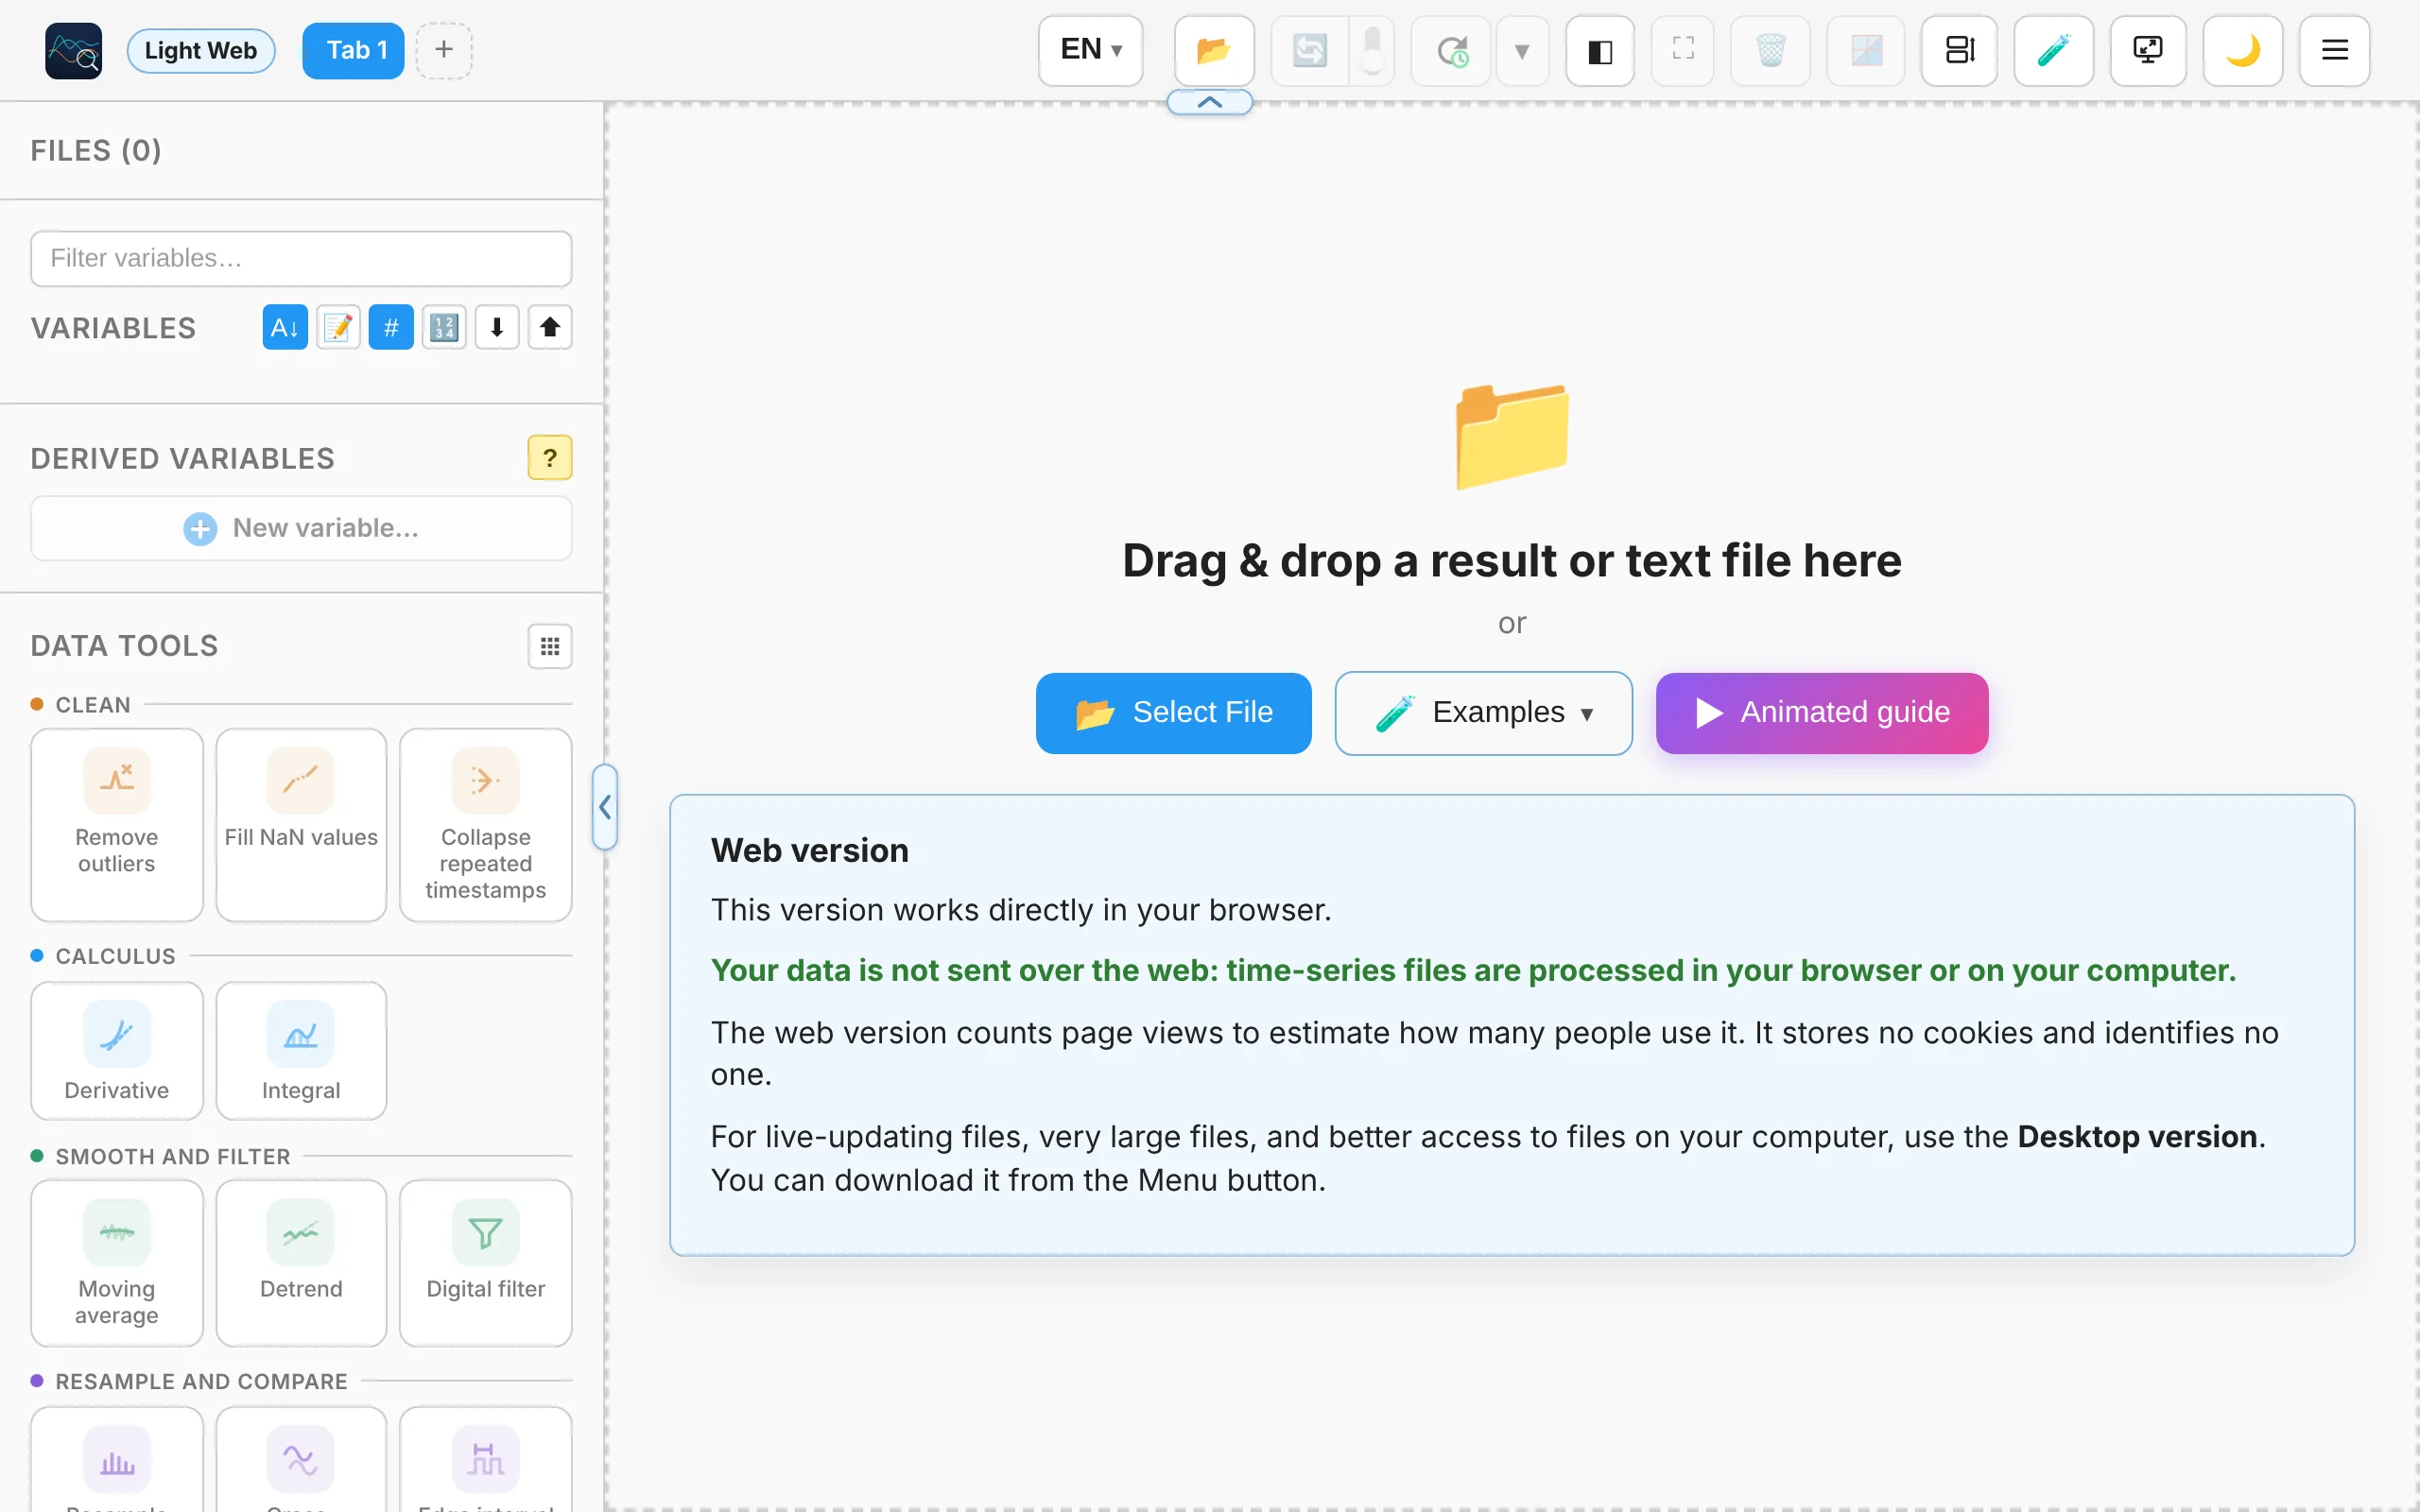 Light Web
Tab 1
+
EN ▾
▾
FILES (0)
Filter variables…
VARIABLES
A↓
#
DERIVED VARIABLES
?
New variable…
DATA TOOLS
CLEAN
Remove
outliers
Fill NaN values
Collapse
repeated
timestamps
CALCULUS
Derivative
Integral
SMOOTH AND FILTER
Moving
average
Detrend
Digital filter
RESAMPLE AND COMPARE
Drag & drop a result or text file here
or
Select File
Examples ▾
Animated guide
Web version
This version works directly in your browser.
Your data is not sent over the web: time-series files are processed in your browser or on your computer.
The web version counts page views to estimate how many people use it. It stores no cookies and identifies no
one.
For live-updating files, very large files, and better access to files on your computer, use the Desktop version.
You can download it from the Menu button.